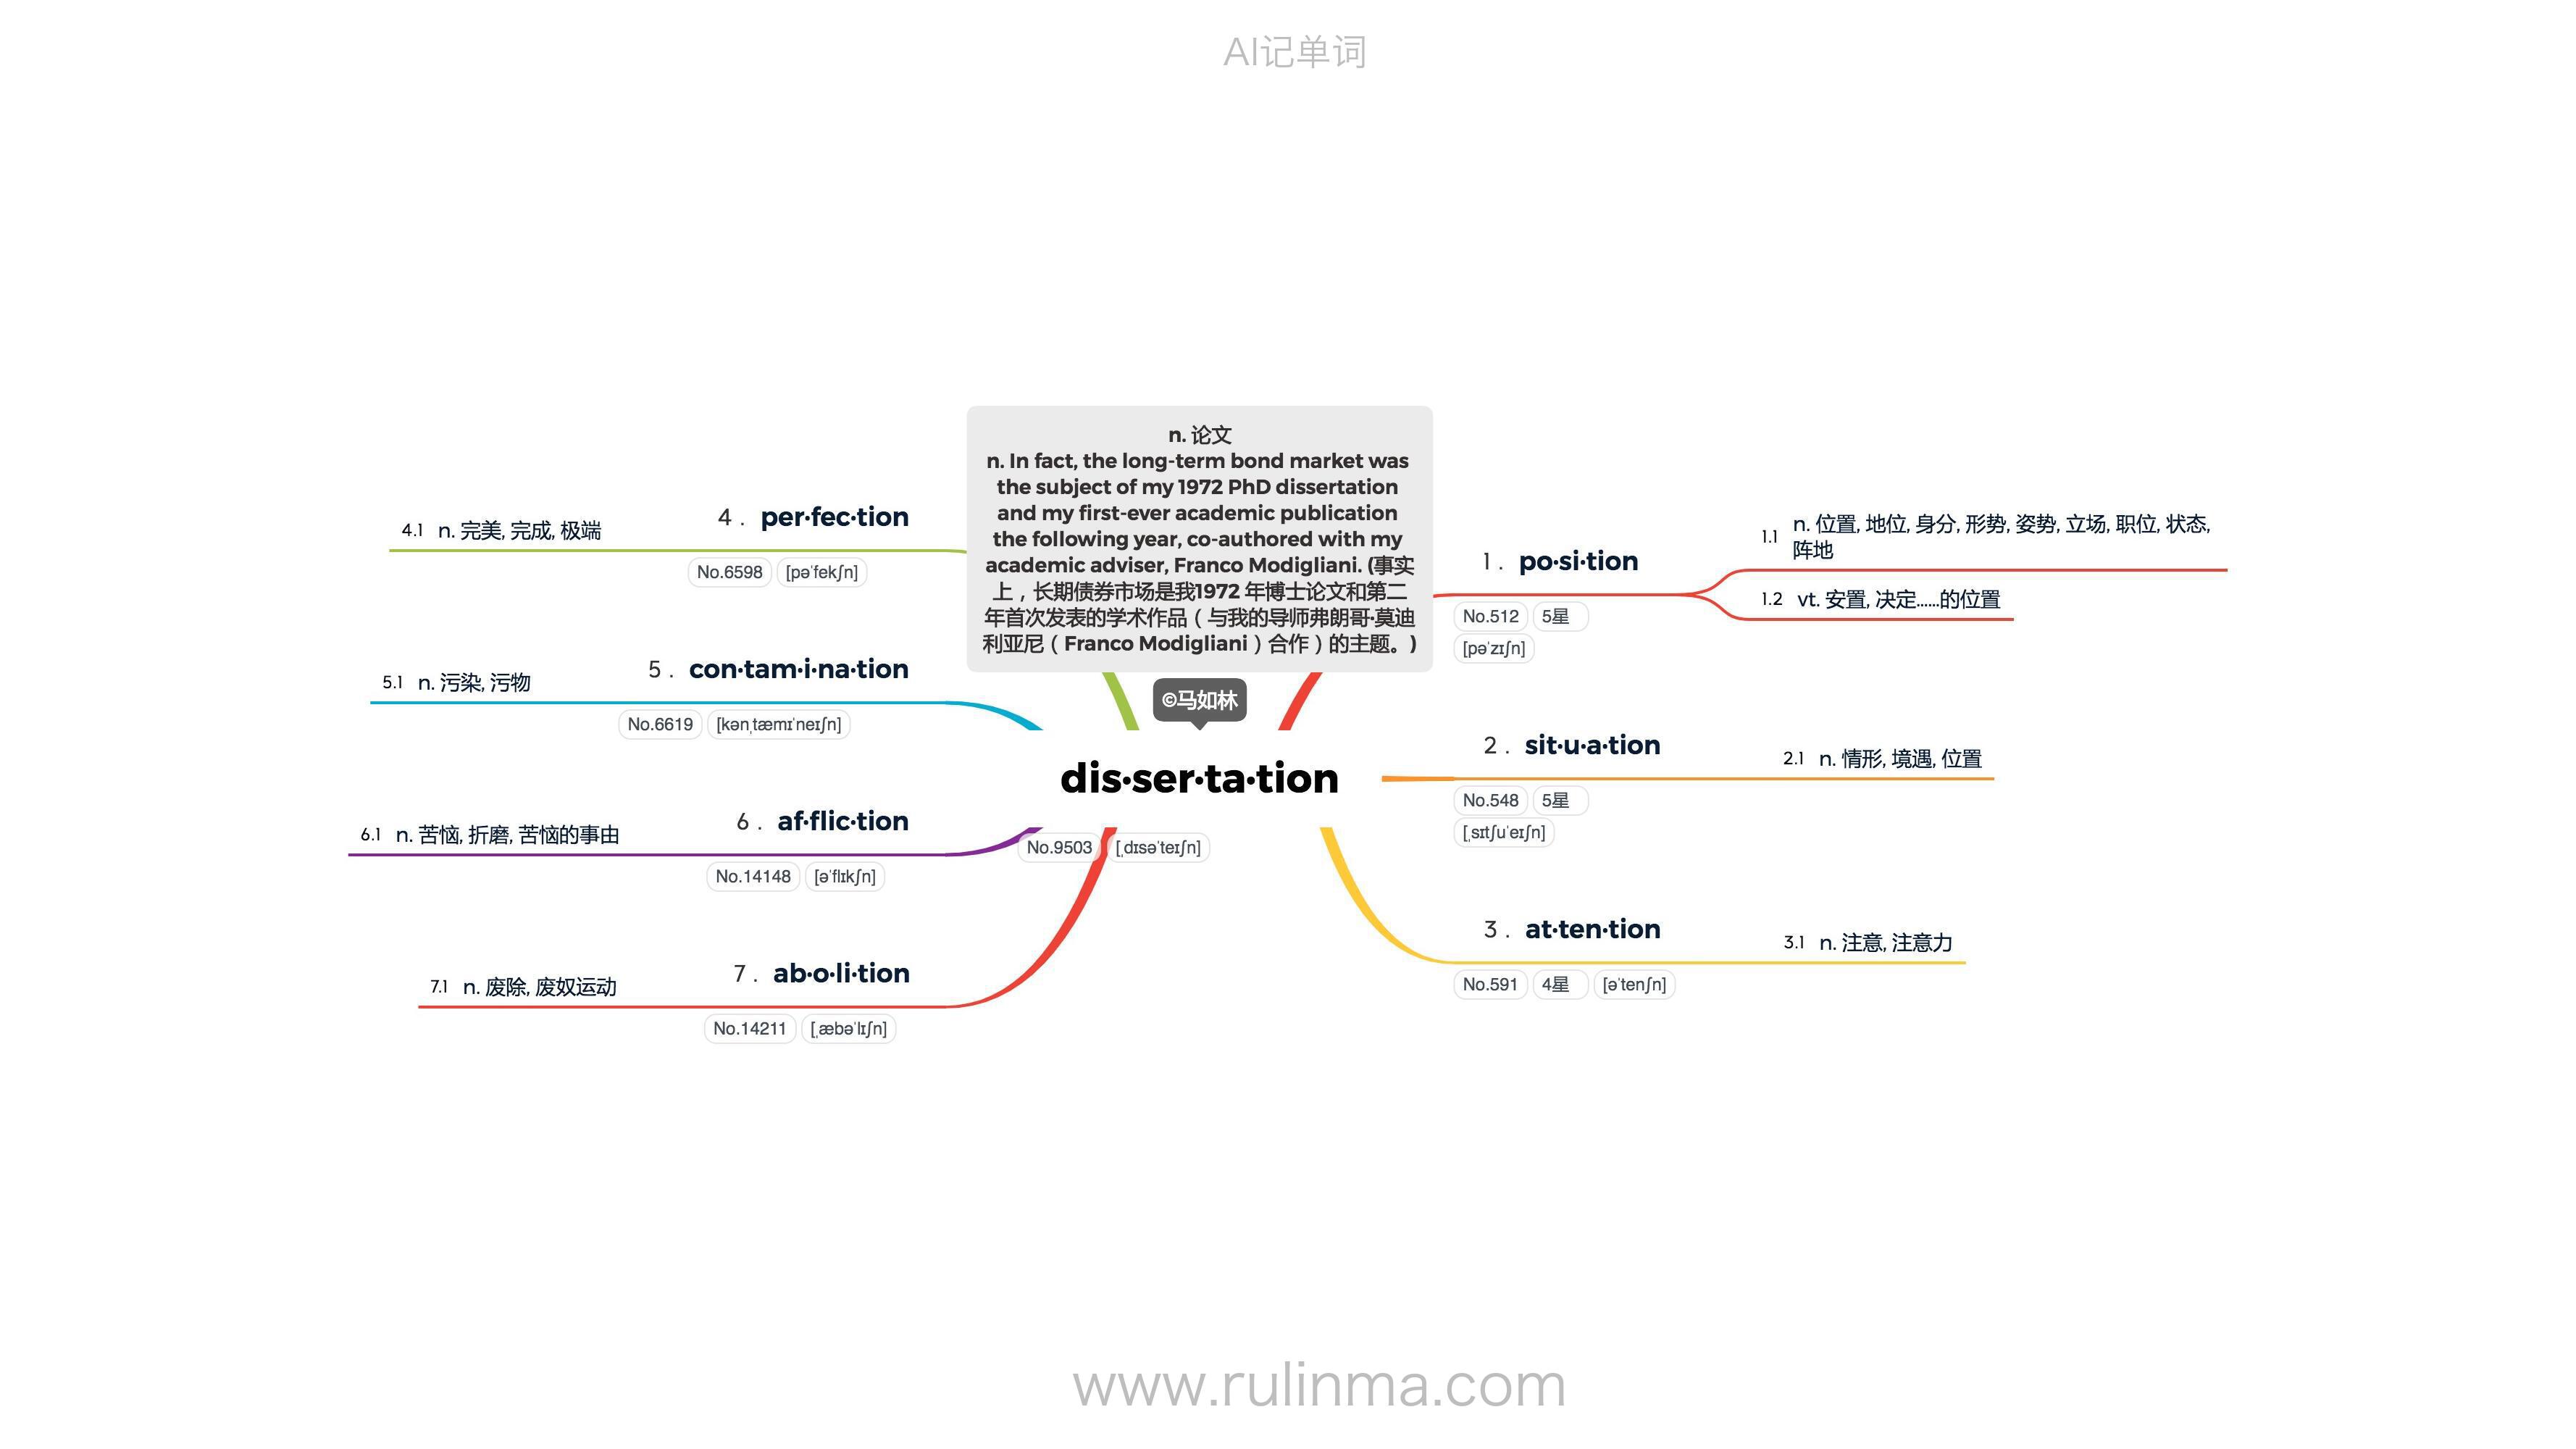 AI记单词
n. 论文
n. In fact, the long-term bond market was
the subject of my 1972 PhD dissertation
and my first-ever academic publication
the following year, co-authored with my
academic adviser, Franco Modigliani. (事实
上，长期债券市场是我1972 年博士论文和第二
年首次发表的学术作品（与我的导师弗朗哥·莫迪
利亚尼（Franco Modigliani）合作）的主题。)
©马如林
dis·ser·ta·tion
No.9503 [ˌdɪsəˈteɪʃn]
1. po·si·tion
No.512 5星
[pəˈzɪʃn]
1.1 n. 位置, 地位, 身分, 形势, 姿势, 立场, 职位, 状态,
阵地
1.2 vt. 安置, 决定……的位置
2. sit·u·a·tion
No.548 5星
[ˌsɪtʃuˈeɪʃn]
2.1 n. 情形, 境遇, 位置
3. at·ten·tion
No.591 4星 [əˈtenʃn]
3.1 n. 注意, 注意力
4. per·fec·tion
No.6598 [pəˈfekʃn]
4.1 n. 完美, 完成, 极端
5. con·tam·i·na·tion
No.6619 [kənˌtæmɪˈneɪʃn]
5.1 n. 污染, 污物
6. af·flic·tion
No.14148 [əˈflɪkʃn]
6.1 n. 苦恼, 折磨, 苦恼的事由
7. ab·o·li·tion
No.14211 [ˌæbəˈlɪʃn]
7.1 n. 废除, 废奴运动
www.rulinma.com